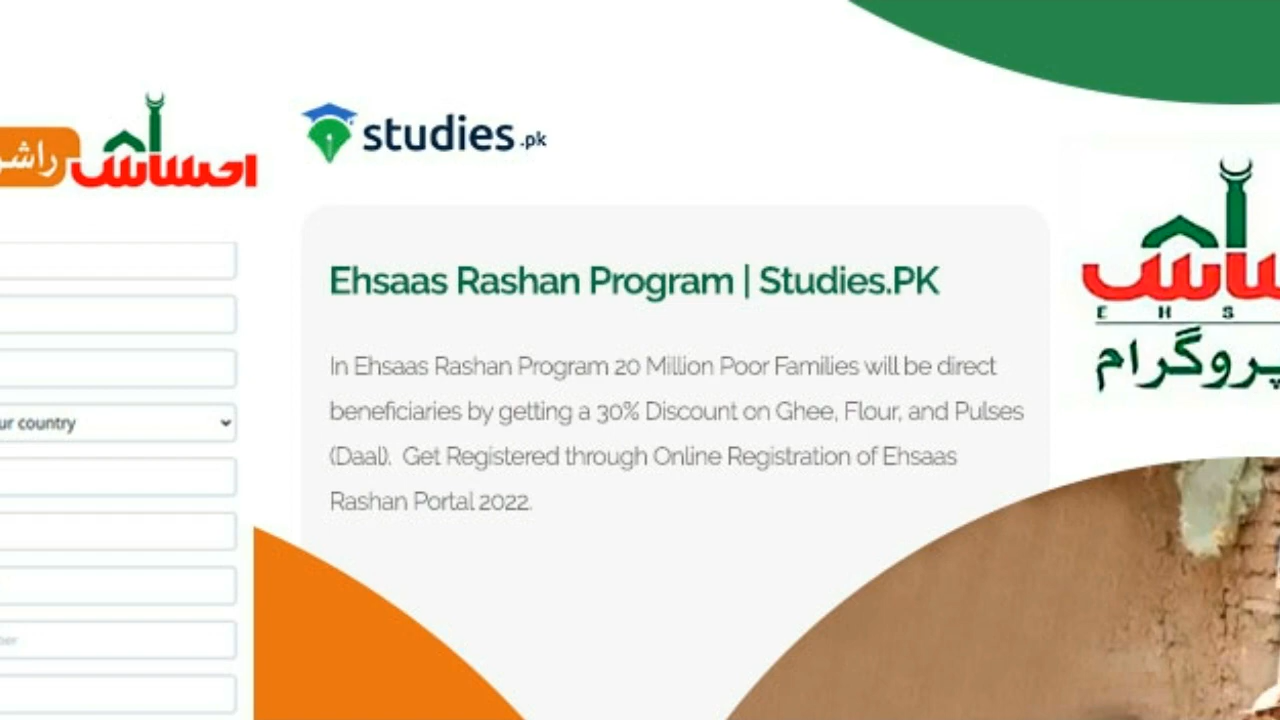 احساس
studies.pk
Ehsaas Rashan Program | Studies.PK
In Ehsaas Rashan Program 20 Million Poor Families will be direct
beneficiaries by getting a 30% Discount on Ghee, Flour, and Pulses
(Daal). Get Registered through Online Registration of Ehsaas
Rashan Portal 2022.
country
E H S
پروگرام